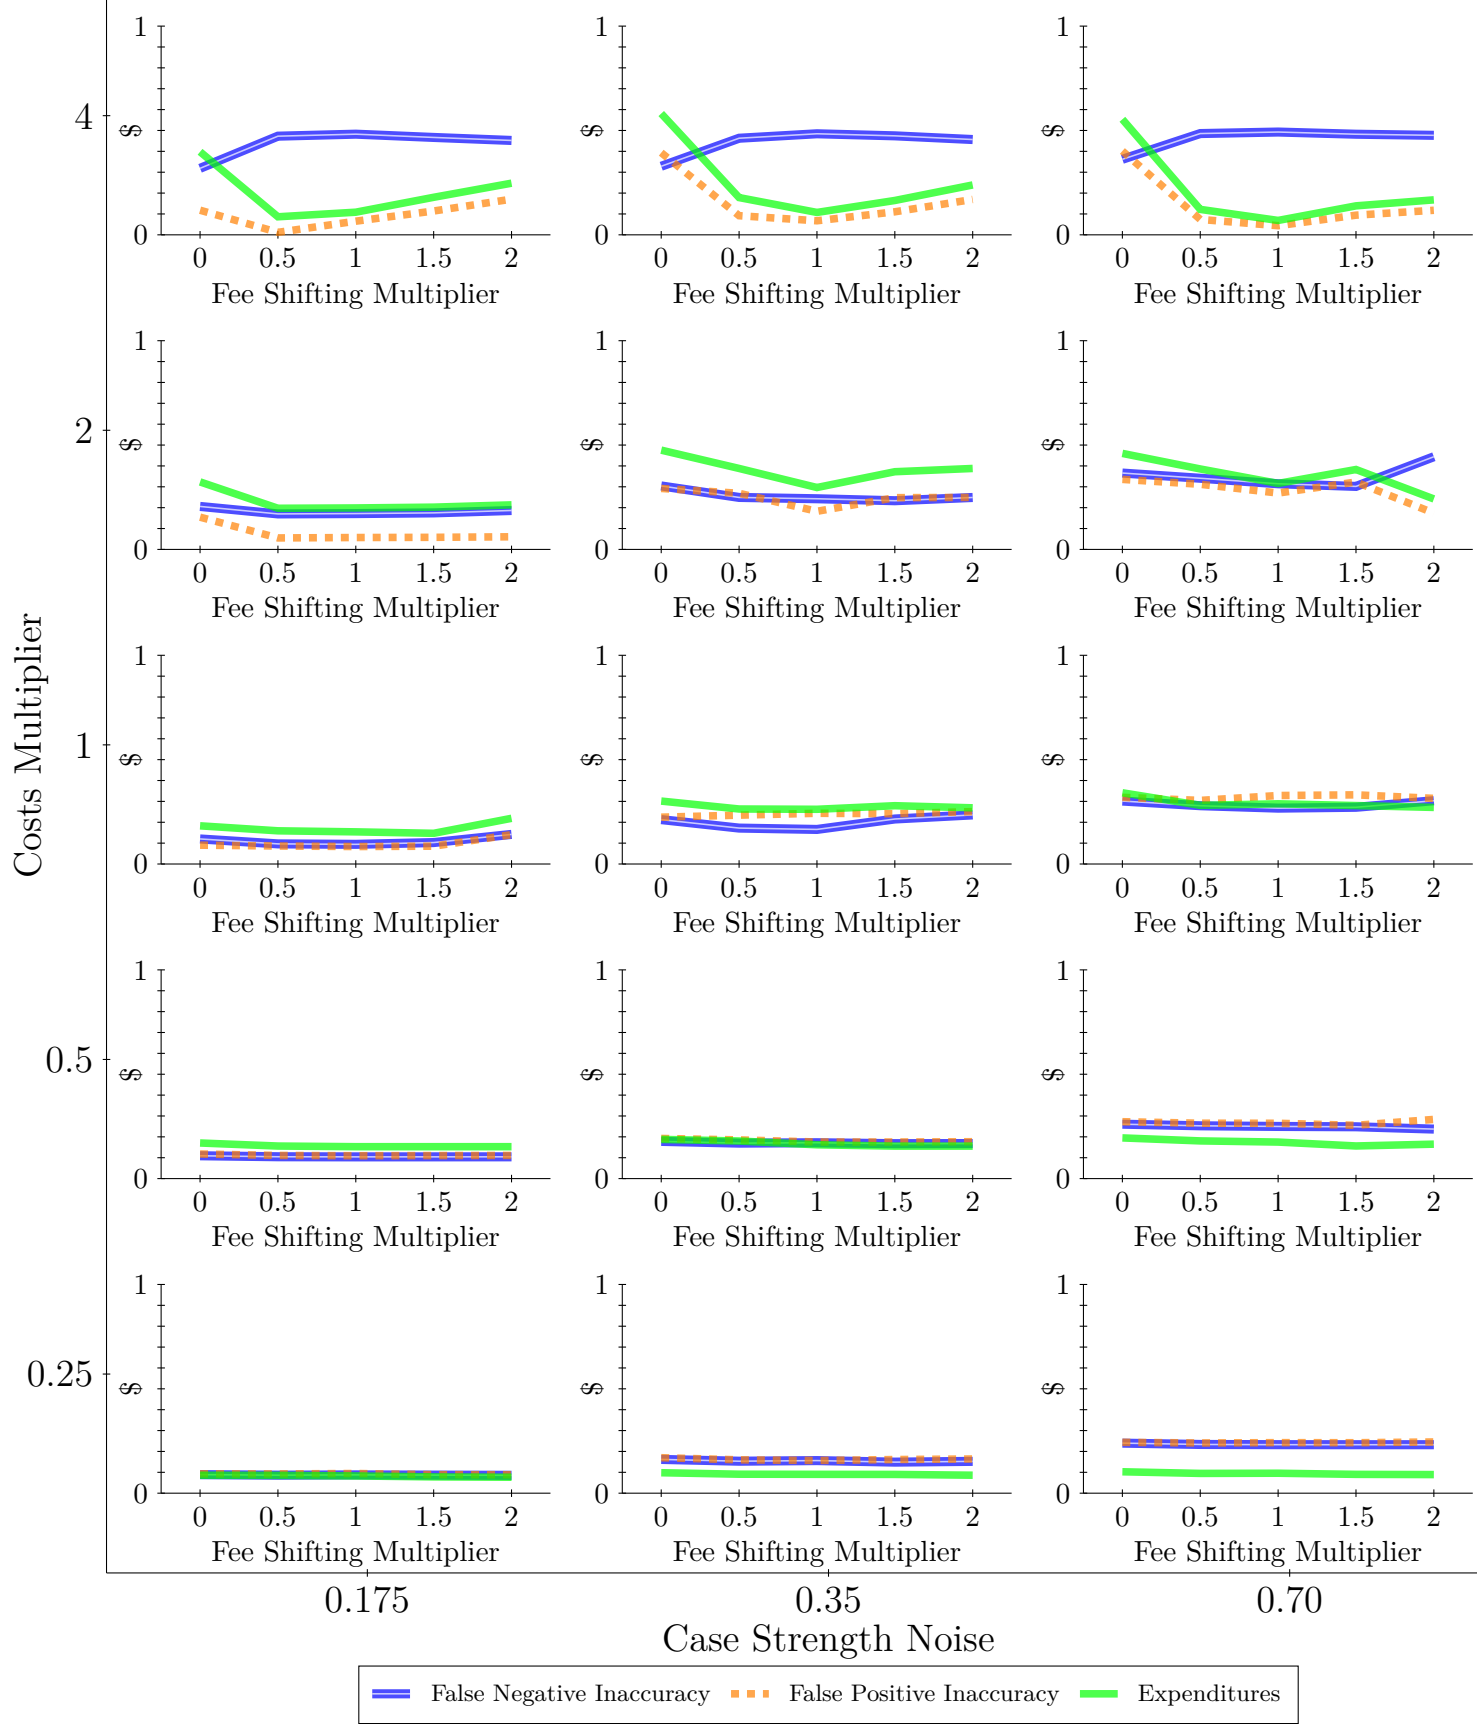 Costs Multiplier
4
1
$
0
0 0.5 1 1.5 2
Fee Shifting Multiplier
1
$
0
0 0.5 1 1.5 2
Fee Shifting Multiplier
1
$
0
0 0.5 1 1.5 2
Fee Shifting Multiplier
2
1
$
0
0 0.5 1 1.5 2
Fee Shifting Multiplier
1
$
0
0 0.5 1 1.5 2
Fee Shifting Multiplier
1
$
0
0 0.5 1 1.5 2
Fee Shifting Multiplier
1
1
$
0
0 0.5 1 1.5 2
Fee Shifting Multiplier
1
$
0
0 0.5 1 1.5 2
Fee Shifting Multiplier
1
$
0
0 0.5 1 1.5 2
Fee Shifting Multiplier
0.5
1
$
0
0 0.5 1 1.5 2
Fee Shifting Multiplier
1
$
0
0 0.5 1 1.5 2
Fee Shifting Multiplier
1
$
0
0 0.5 1 1.5 2
Fee Shifting Multiplier
0.25
1
$
0
0 0.5 1 1.5 2
Fee Shifting Multiplier
1
$
0
0 0.5 1 1.5 2
Fee Shifting Multiplier
1
$
0
0 0.5 1 1.5 2
Fee Shifting Multiplier
0.175 0.35 0.70
Case Strength Noise
False Negative Inaccuracy False Positive Inaccuracy Expenditures